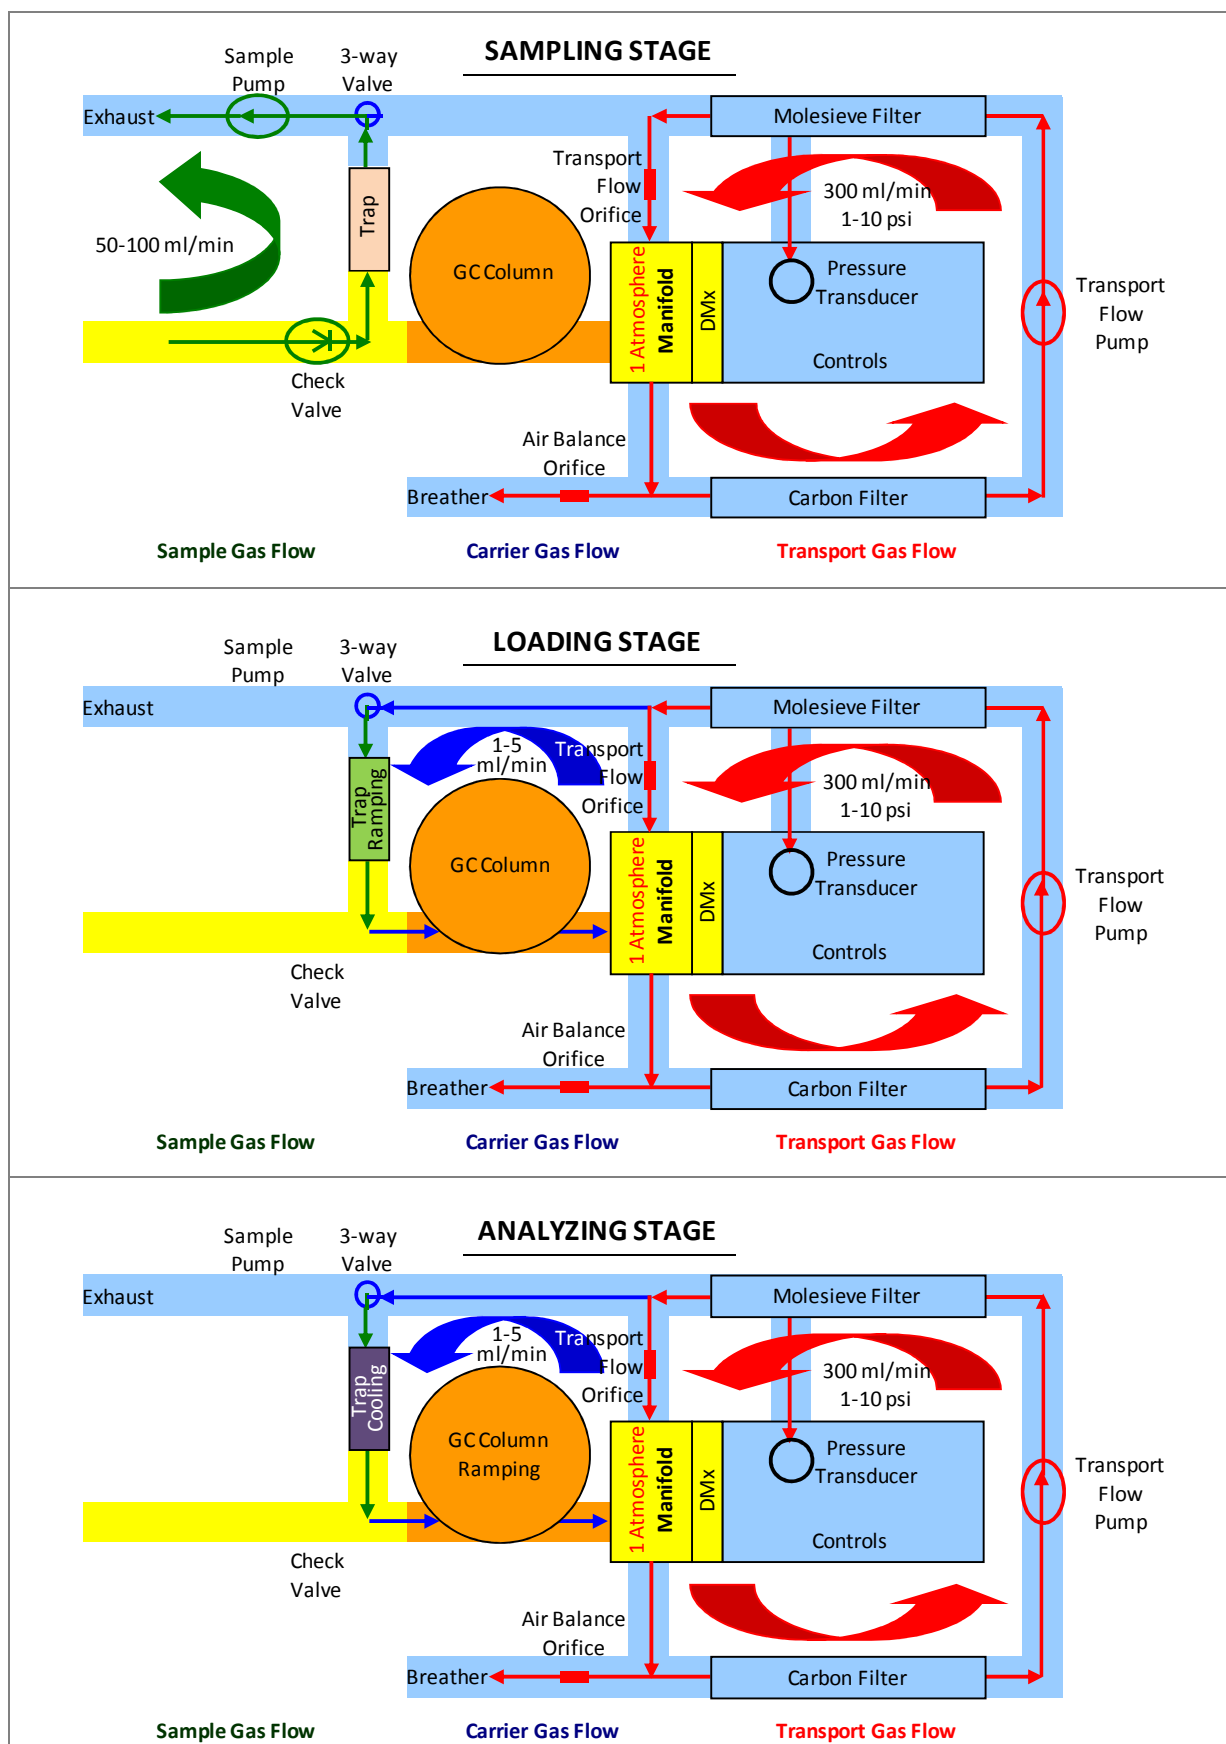 SAMPLING STAGE
Sample
Pump
3-way
Valve
Exhaust
Molesieve Filter
Transport
Flow
Orifice
300 ml/min
1-10 psi
50-100 ml/min
Trap
GC Column
1 Atmosphere
Manifold
DMx
Pressure
Transducer
Controls
Transport
Flow
Pump
Check
Valve
Air Balance
Orifice
Breather
Carbon Filter
Sample Gas Flow
Carrier Gas Flow
Transport Gas Flow
LOADING STAGE
Sample
Pump
3-way
Valve
Exhaust
Molesieve Filter
1-5
ml/min
Transport
Flow
Orifice
300 ml/min
1-10 psi
Trap
Ramping
GC Column
1 Atmosphere
Manifold
DMx
Pressure
Transducer
Controls
Transport
Flow
Pump
Check
Valve
Air Balance
Orifice
Breather
Carbon Filter
Sample Gas Flow
Carrier Gas Flow
Transport Gas Flow
ANALYZING STAGE
Sample
Pump
3-way
Valve
Exhaust
Molesieve Filter
1-5
ml/min
Transport
Flow
Orifice
300 ml/min
1-10 psi
Trap
Cooling
GC Column
Ramping
1 Atmosphere
Manifold
DMx
Pressure
Transducer
Controls
Transport
Flow
Pump
Check
Valve
Air Balance
Orifice
Breather
Carbon Filter
Sample Gas Flow
Carrier Gas Flow
Transport Gas Flow